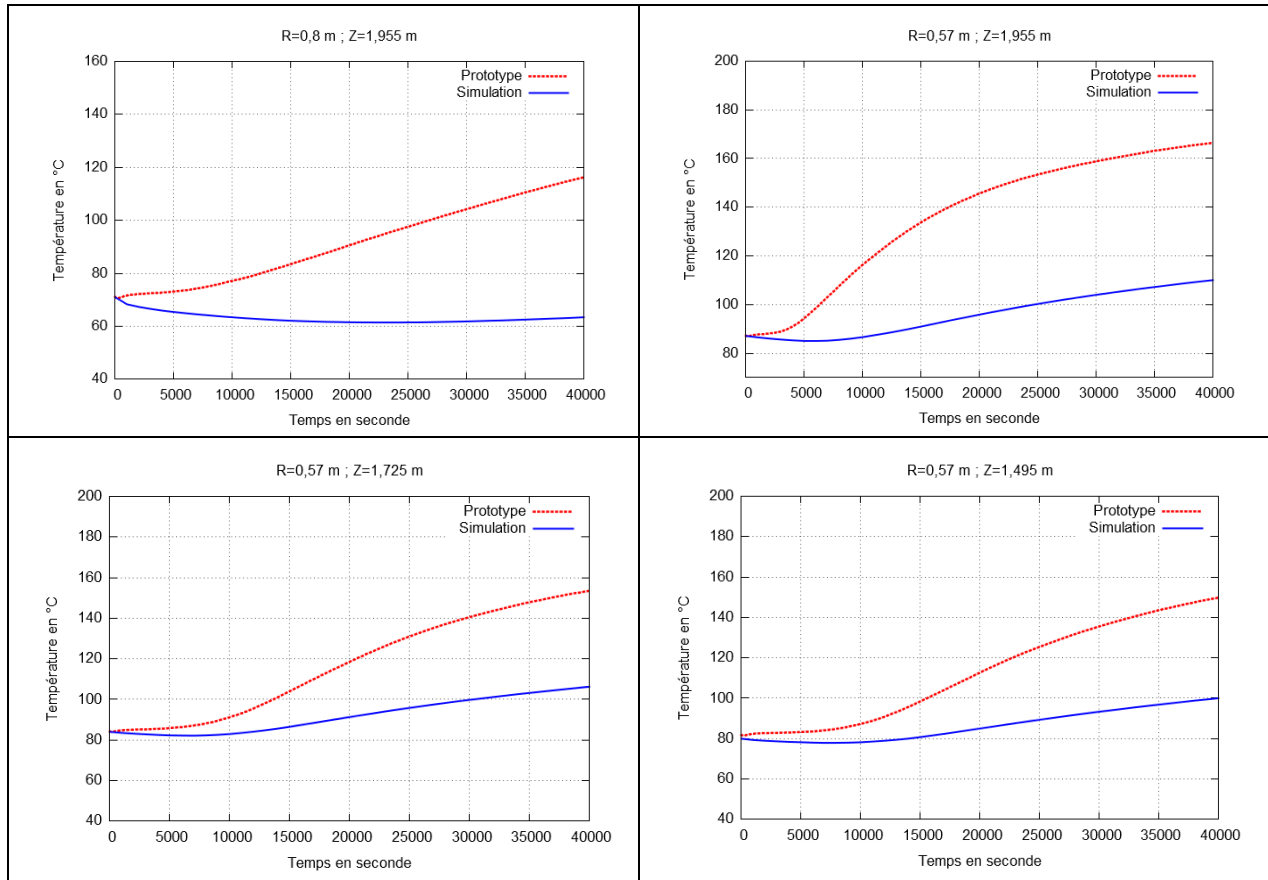 R=0,8 m ; Z=1,955 m
160
140
120
100
80
60
40
Température en °C
Prototype
Simulation
0 5000 10000 15000 20000 25000 30000 35000 40000
Temps en seconde
R=0,57 m ; Z=1,955 m
200
180
160
140
120
100
80
Température en °C
Prototype
Simulation
0 5000 10000 15000 20000 25000 30000 35000 40000
Temps en seconde
R=0,57 m ; Z=1,725 m
200
180
160
140
120
100
80
60
40
Température en °C
Prototype
Simulation
0 5000 10000 15000 20000 25000 30000 35000 40000
Temps en seconde
R=0,57 m ; Z=1,495 m
200
180
160
140
120
100
80
60
40
Température en °C
Prototype
Simulation
0 5000 10000 15000 20000 25000 30000 35000 40000
Temps en seconde